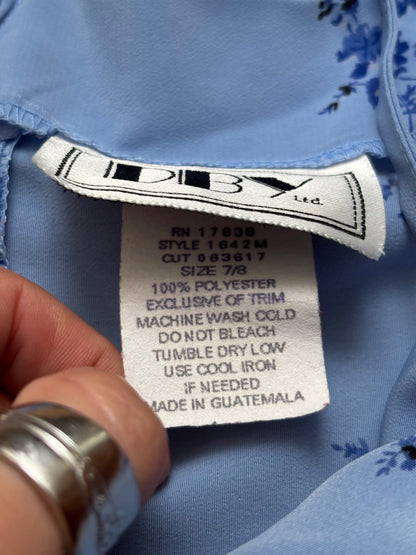 DBY Ltd.
RN 17636
STYLE 1642M
CUT 063617
SIZE 7/8
100% POLYESTER
EXCLUSIVE OF TRIM
MACHINE WASH COLD
DO NOT BLEACH
TUMBLE DRY LOW
USE COOL IRON
IF NEEDED
MADE IN GUATEMALA